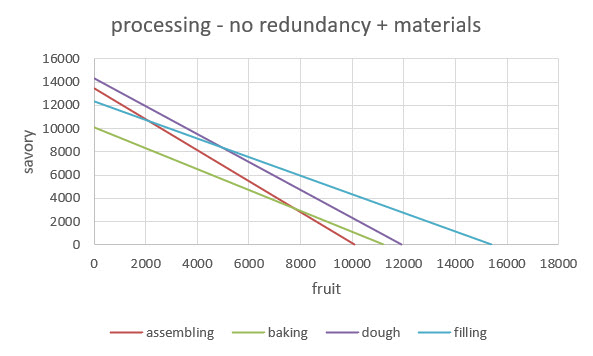 processing - no redundancy + materials
16000
14000
12000
10000
8000
6000
4000
2000
0
savory
0 2000 4000 6000 8000 10000 12000 14000 16000 18000
fruit
assembling baking dough filling